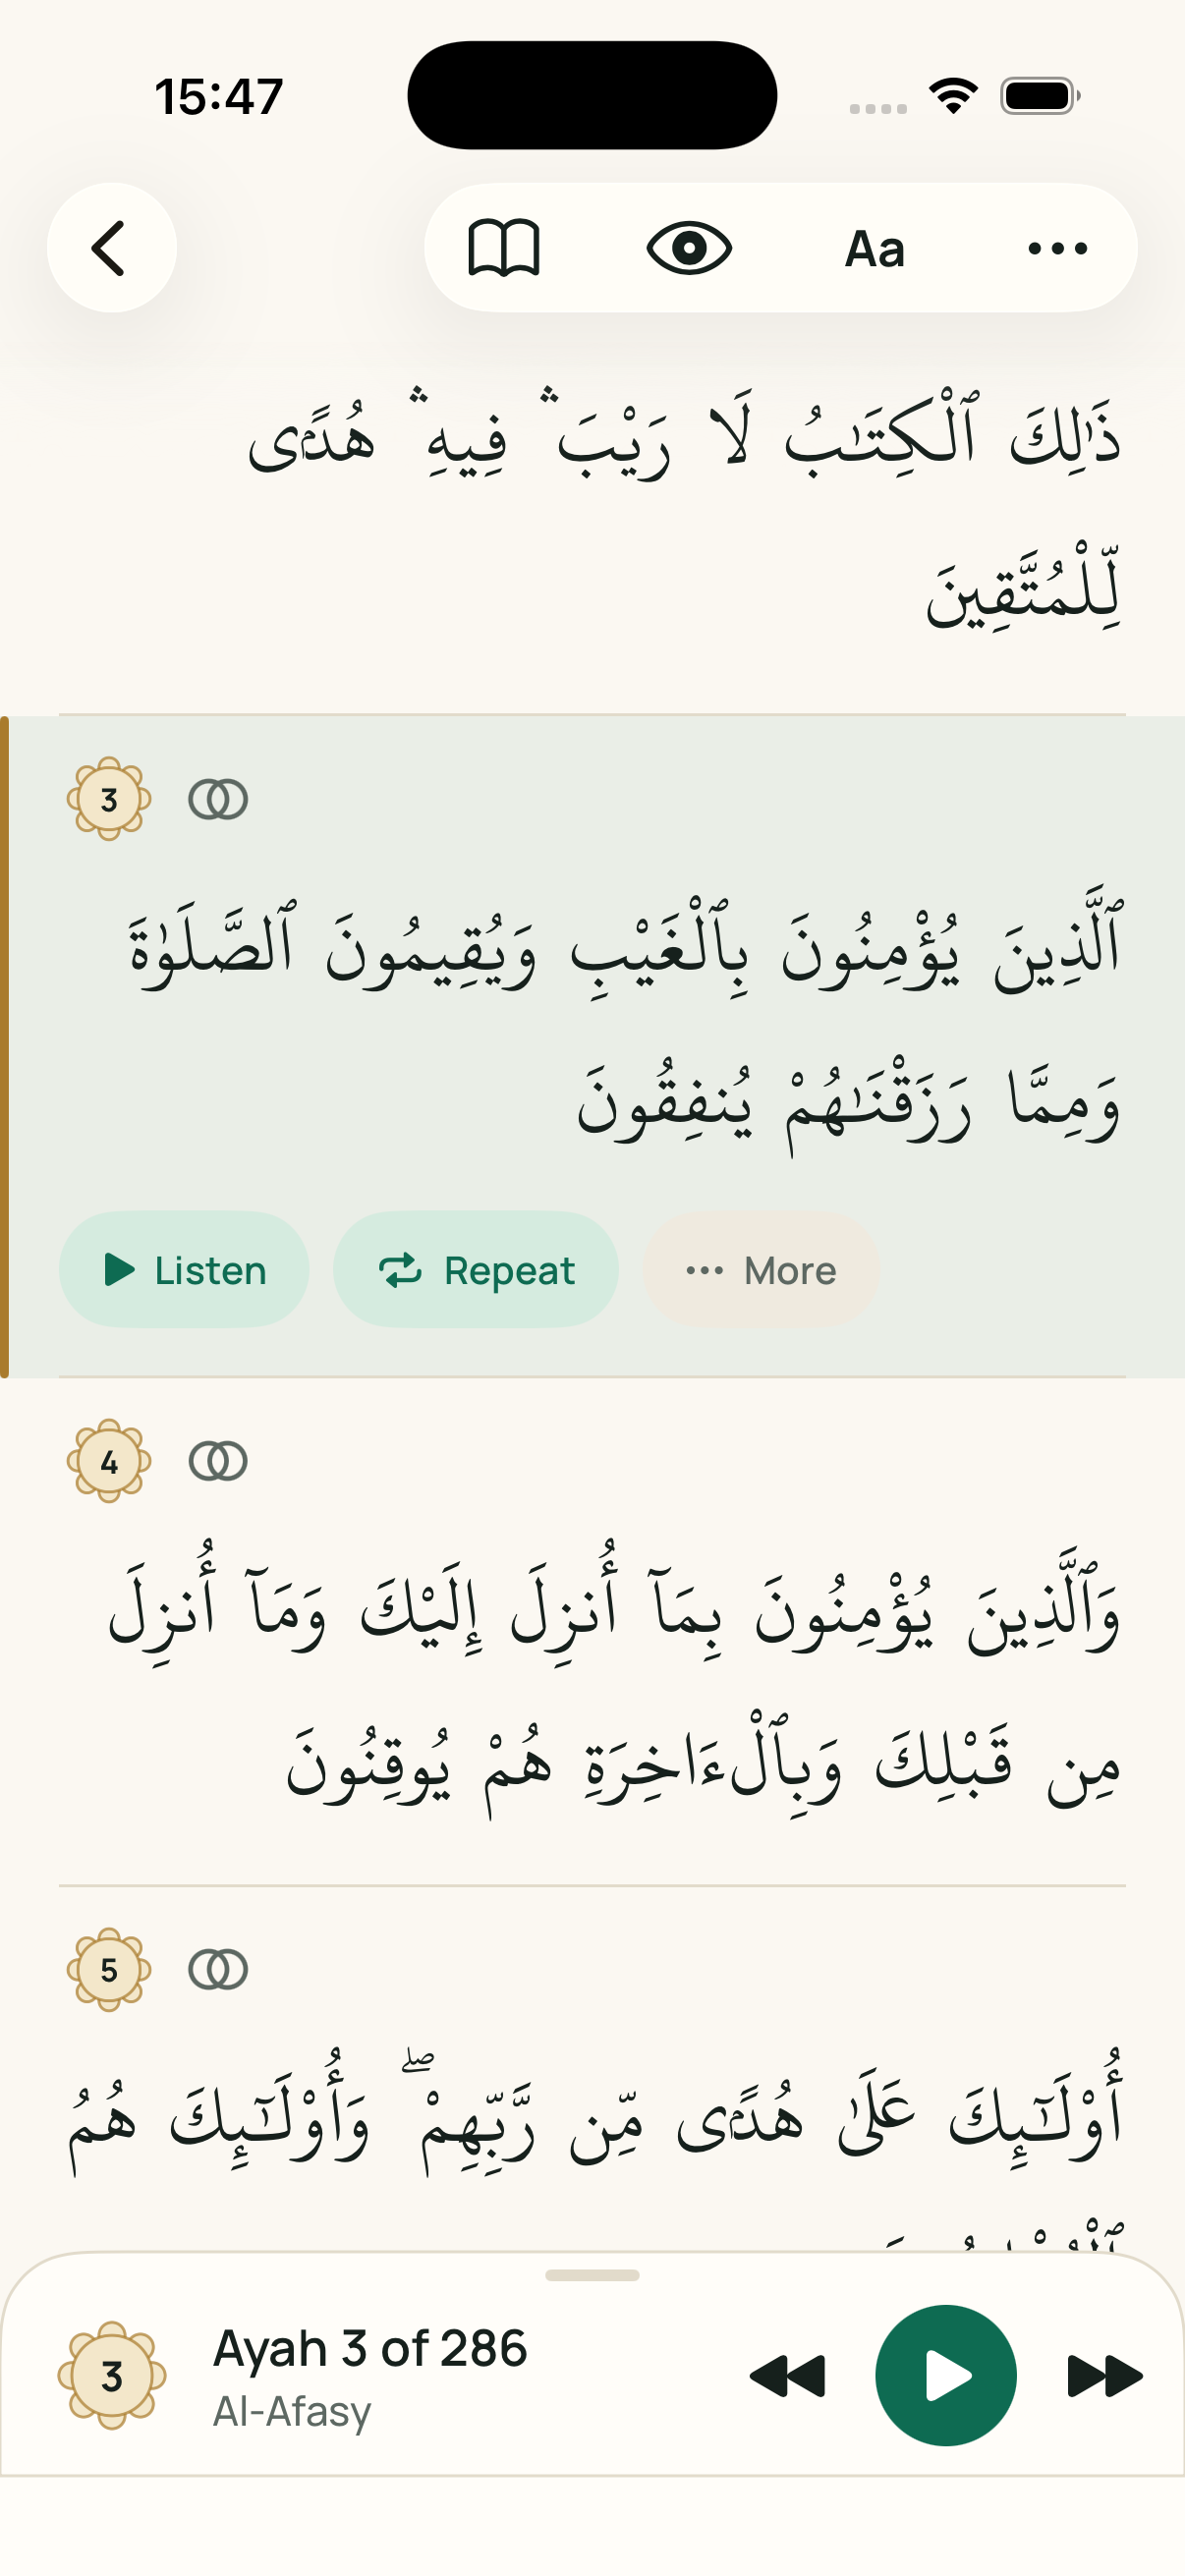 15:47
Aa
ذَٰلِكَ ٱلْكِتَـٰبُ لَا رَيْبَ ۛ فِيهِ ۛ هُدًۭى
لِّلْمُتَّقِينَ
3
ٱلَّذِينَ يُؤْمِنُونَ بِٱلْغَيْبِ وَيُقِيمُونَ ٱلصَّلَوٰةَ
وَمِمَّا رَزَقْنَـٰهُمْ يُنفِقُونَ
Listen Repeat More
4
وَٱلَّذِينَ يُؤْمِنُونَ بِمَآ أُنزِلَ إِلَيْكَ وَمَآ أُنزِلَ
مِن قَبْلِكَ وَبِٱلْـَٔاخِرَةِ هُمْ يُوقِنُونَ
5
أُو۟لَـٰٓئِكَ عَلَىٰ هُدًۭى مِّن رَّبِّهِمْ ۖ وَأُو۟لَـٰٓئِكَ هُمُ
3
Ayah 3 of 286
Al-Afasy